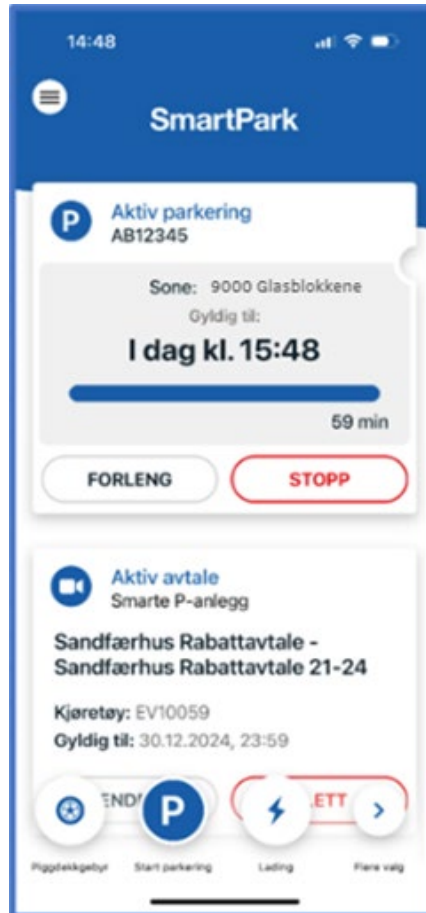 14:48
SmartPark
P
Aktiv parkering
AB12345
Sone: 9000 Glasblokkene
Gyldig til:
I dag kl. 15:48
59 min
FORLENG
STOPP
Aktiv avtale
Smarte P-anlegg
Sandfærhus Rabattavtale -
Sandfærhus Rabattavtale 21-24
Kjøretøy: EV10059
Gyldig til: 30.12.2024, 23:59
P
Piggdekkgebyr
Start parkering
Lading
Flere valg